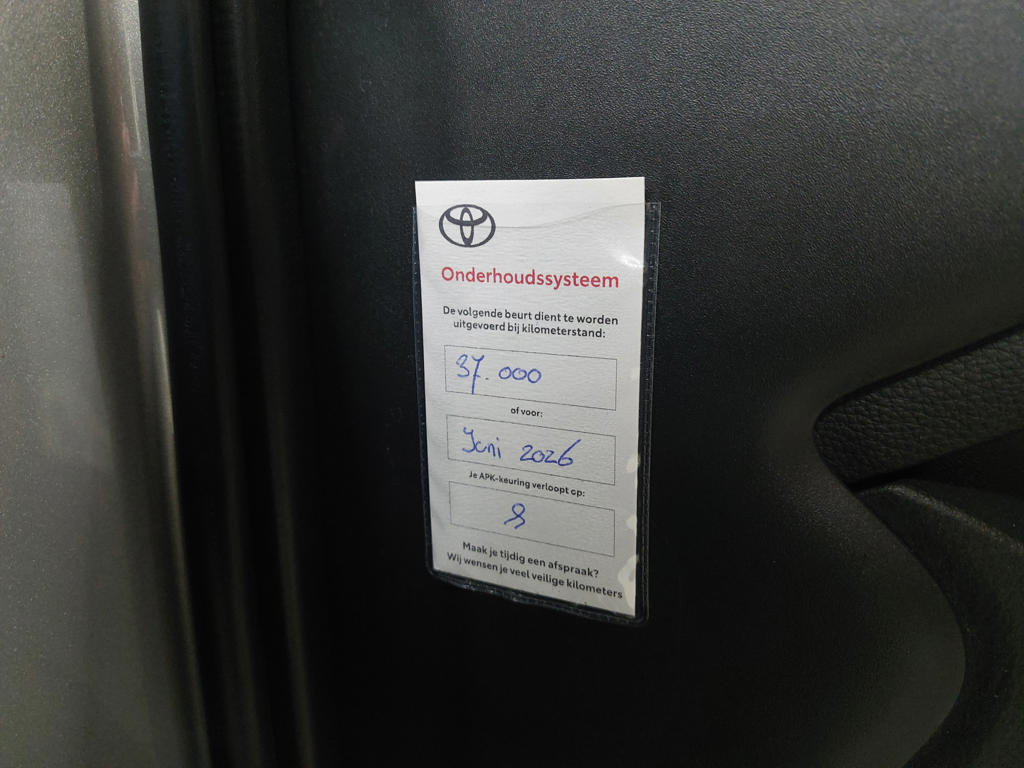 Onderhoudssysteem
De volgende beurt dient te worden
uitgevoerd bij kilometerstand:
37.000
of voor:
Juni 2026
Je APK-keuring verloopt op:
Maak je tijdig een afspraak?
Wij wensen je veel veilige kilometers